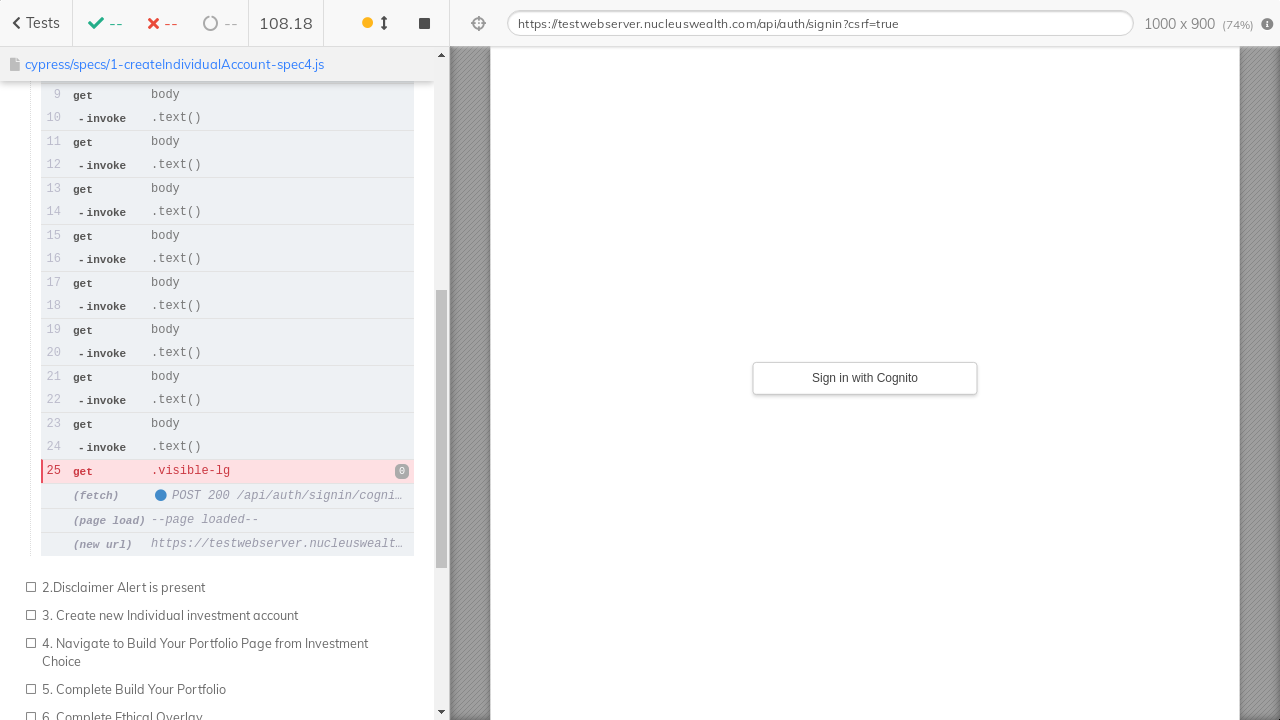 Tests
--
--
--
108.18
https://testwebserver.nucleuswealth.com/api/auth/signin?csrf=true
1000 x 900 (74%)
cypress/specs/1-createIndividualAccount-spec4.js
9 get body
10 -invoke .text()
11 get body
12 -invoke .text()
13 get body
14 -invoke .text()
15 get body
16 -invoke .text()
17 get body
18 -invoke .text()
19 get body
20 -invoke .text()
21 get body
22 -invoke .text()
23 get body
24 -invoke .text()
25 get .visible-lg 0
(fetch) POST 200 /api/auth/signin/cogni…
(page load) --page loaded--
(new url) https://testwebserver.nucleuswealt…
2.Disclaimer Alert is present
3. Create new Individual investment account
4. Navigate to Build Your Portfolio Page from Investment
Choice
5. Complete Build Your Portfolio
6. Complete Ethical Overlay
Sign in with Cognito